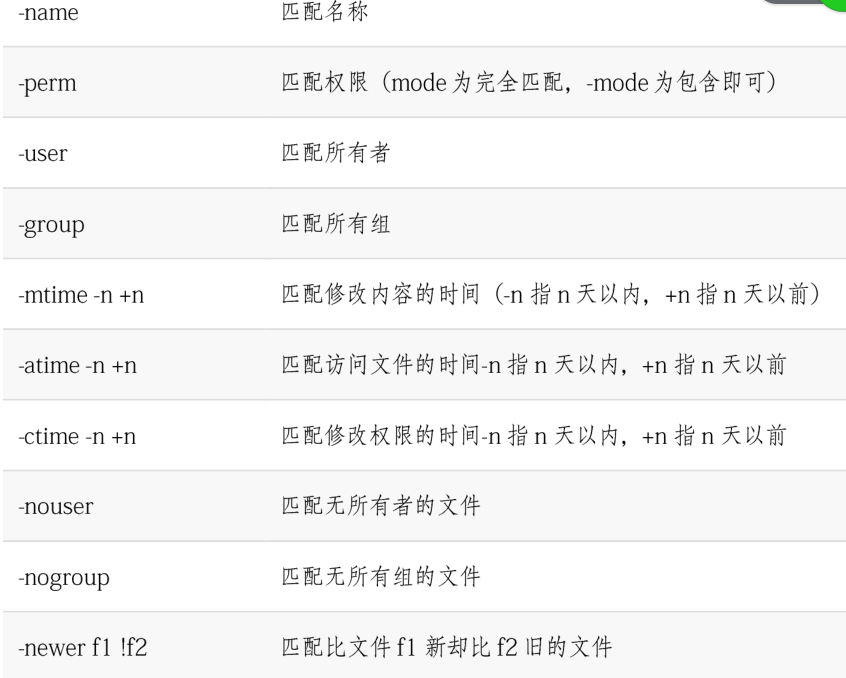 -name 匹配名称
-perm 匹配权限（mode 为完全匹配，-mode 为包含即可）
-user 匹配所有者
-group 匹配所有组
-mtime -n +n 匹配修改内容的时间（-n 指 n 天以内，+n 指 n 天以前）
-atime -n +n 匹配访问文件的时间-n 指 n 天以内，+n 指 n 天以前
-ctime -n +n 匹配修改权限的时间-n 指 n 天以内，+n 指 n 天以前
-nouser 匹配无所有者的文件
-nogroup 匹配无所有组的文件
-newer f1 !f2 匹配比文件 f1 新却比 f2 旧的文件